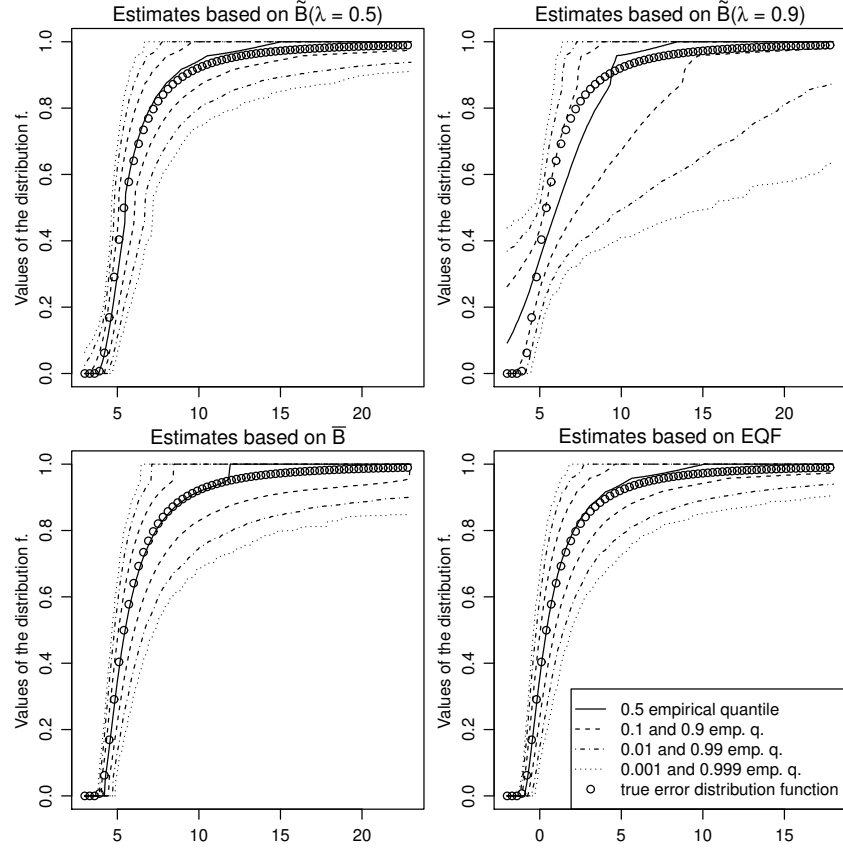 Estimates based on B̃(λ = 0.5)
Values of the distribution f.
0.0 0.2 0.4 0.6 0.8 1.0
5 10 15 20
Estimates based on B̃(λ = 0.9)
Values of the distribution f.
0.0 0.2 0.4 0.6 0.8 1.0
5 10 15 20
Estimates based on B̅
Values of the distribution f.
0.0 0.2 0.4 0.6 0.8 1.0
5 10 15 20
Estimates based on EQF
Values of the distribution f.
0.0 0.2 0.4 0.6 0.8 1.0
0 5 10 15
0.5 empirical quantile
0.1 and 0.9 emp. q.
0.01 and 0.99 emp. q.
0.001 and 0.999 emp. q.
true error distribution function